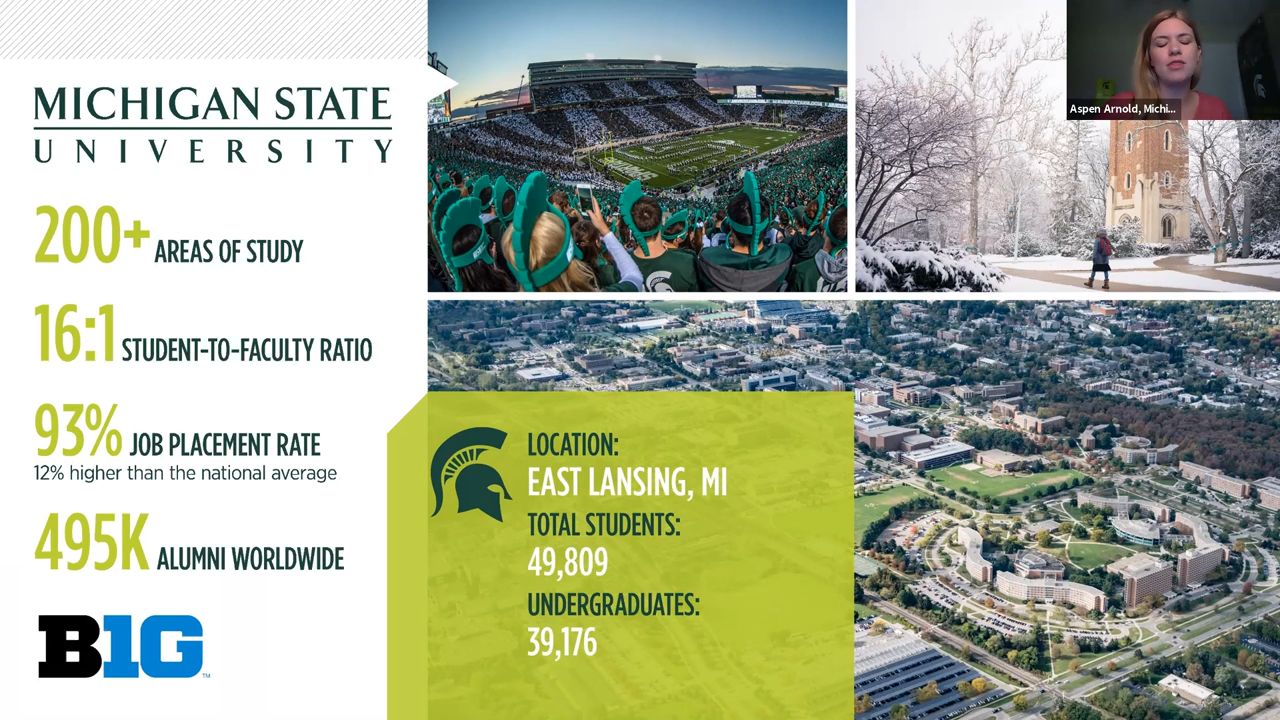 MICHIGAN STATE
UNIVERSITY
200+ AREAS OF STUDY
16:1 STUDENT-TO-FACULTY RATIO
93% JOB PLACEMENT RATE
12% higher than the national average
495K ALUMNI WORLDWIDE
B1G
TM
LOCATION:
EAST LANSING, MI
TOTAL STUDENTS:
49,809
UNDERGRADUATES:
39,176
Aspen Arnold, Michi...